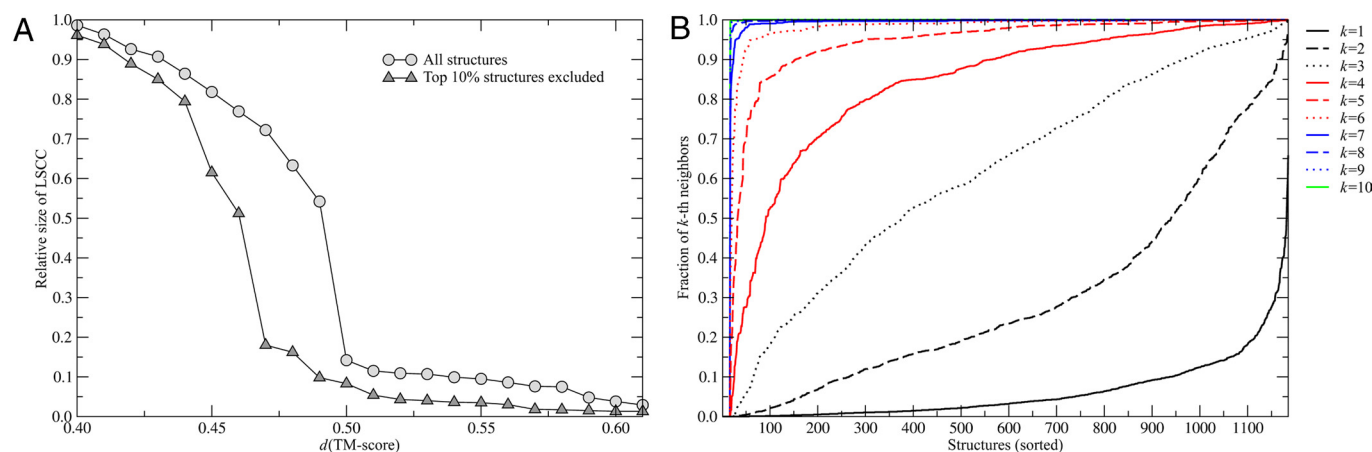 A
Relative size of LSCC
1.0
0.9
0.8
0.7
0.6
0.5
0.4
0.3
0.2
0.1
0.0
All structures
Top 10% structures excluded
0.40
0.45
0.50
0.55
0.60
d(TM-score)
B
Fraction of k-th neighbors
1.0
0.9
0.8
0.7
0.6
0.5
0.4
0.3
0.2
0.1
0.0
100
200
300
400
500
600
700
800
900
1000
1100
Structures (sorted)
k=1
k=2
k=3
k=4
k=5
k=6
k=7
k=8
k=9
k=10